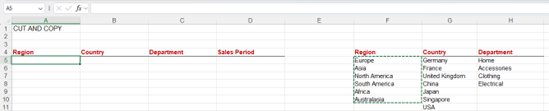 A5
fx
A B C D E F G H
1 CUT AND COPY
2
3
4 Region Country Department Sales Period Region Country Department
5 Europe Germany Home
6 Asia France Accessories
7 North America United Kingdom Clothing
8 South America China Electrical
9 Africa Japan
10 Australasia Singapore
11 USA